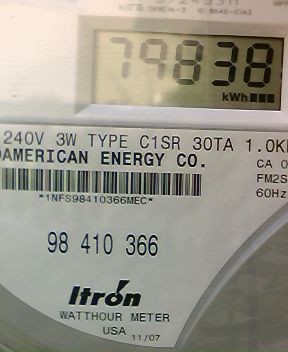 79838
kWh
240V 3W TYPE C1SR 30TA 1.0K
AMERICAN ENERGY CO.
CA 0
FM2S
60Hz
*1NFS98410366MEC*
98 410 366
Itron
WATTHOUR METER
USA 11/07